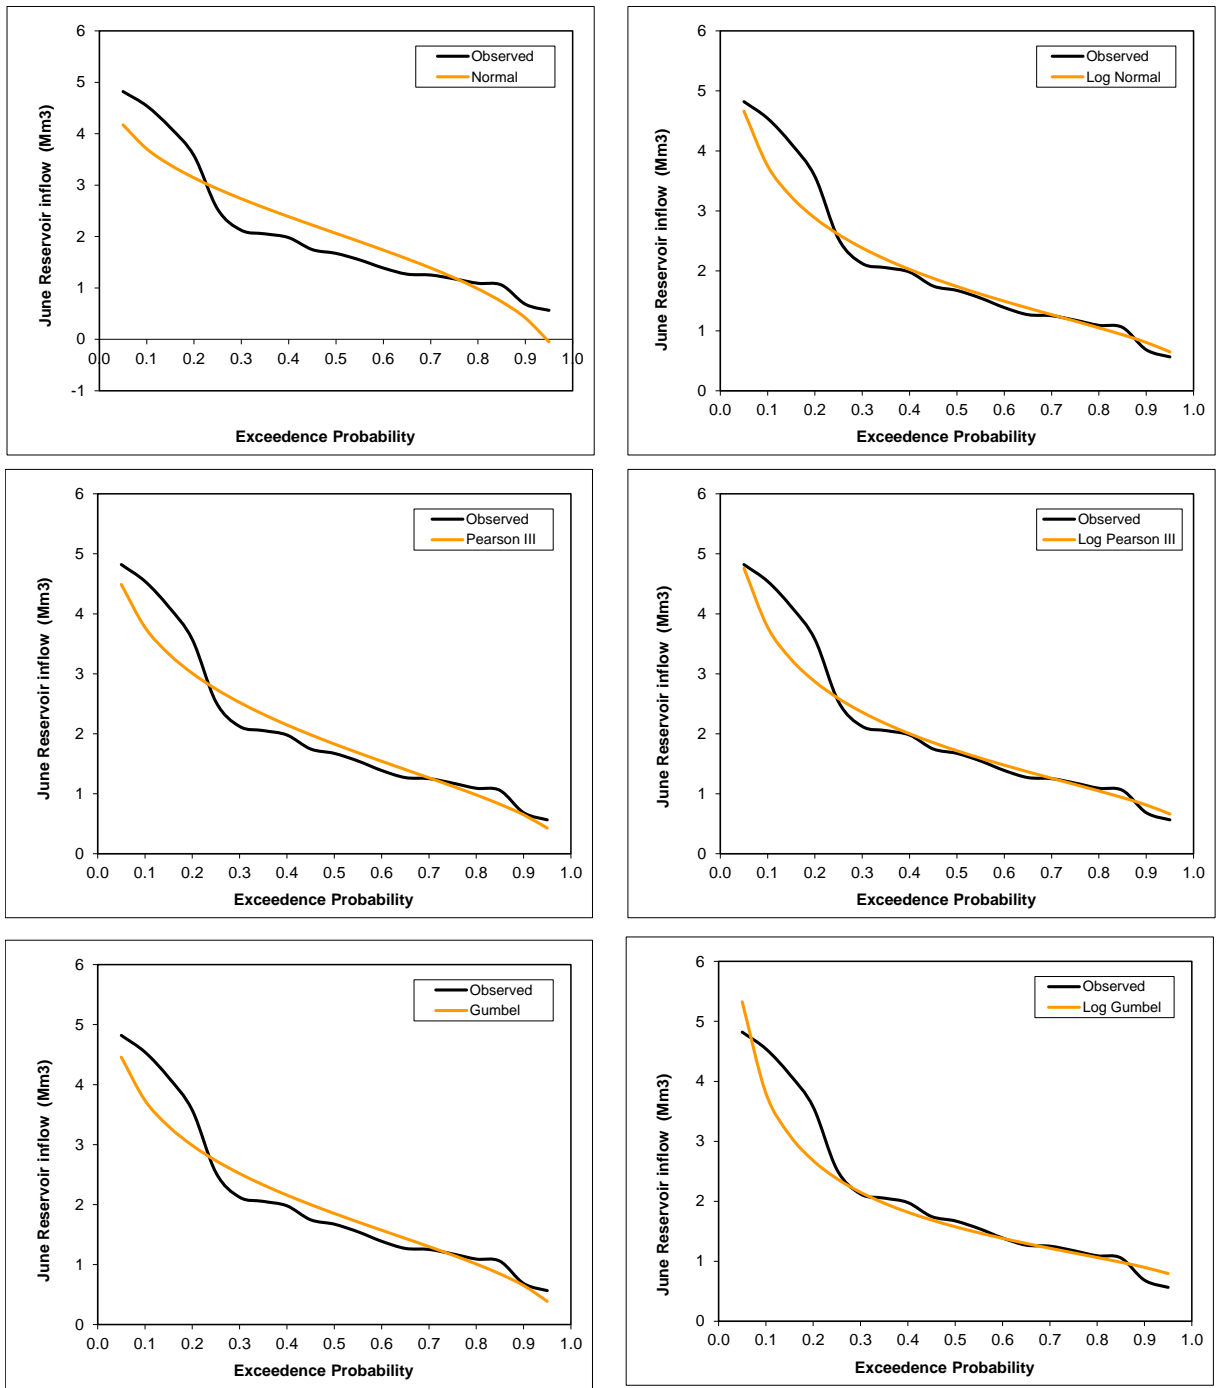 6
5
4
3
2
1
0
-1
0.0 0.1 0.2 0.3 0.4 0.5 0.6 0.7 0.8 0.9 1.0
June Reservoir inflow (Mm3)
Exceedence Probability
Observed
Normal
6
5
4
3
2
1
0
0.0 0.1 0.2 0.3 0.4 0.5 0.6 0.7 0.8 0.9 1.0
June Reservoir inflow (Mm3)
Exceedence Probability
Observed
Log Normal
6
5
4
3
2
1
0
0.0 0.1 0.2 0.3 0.4 0.5 0.6 0.7 0.8 0.9 1.0
June Reservoir inflow (Mm3)
Exceedence Probability
Observed
Pearson III
6
5
4
3
2
1
0
0.0 0.1 0.2 0.3 0.4 0.5 0.6 0.7 0.8 0.9 1.0
June Reservoir inflow (Mm3)
Exceedence Probability
Observed
Log Pearson III
6
5
4
3
2
1
0
0.0 0.1 0.2 0.3 0.4 0.5 0.6 0.7 0.8 0.9 1.0
June Reservoir inflow (Mm3)
Exceedence Probability
Observed
Gumbel
6
5
4
3
2
1
0
0.0 0.1 0.2 0.3 0.4 0.5 0.6 0.7 0.8 0.9 1.0
June Reservoir inflow (Mm3)
Exceedence Probability
Observed
Log Gumbel